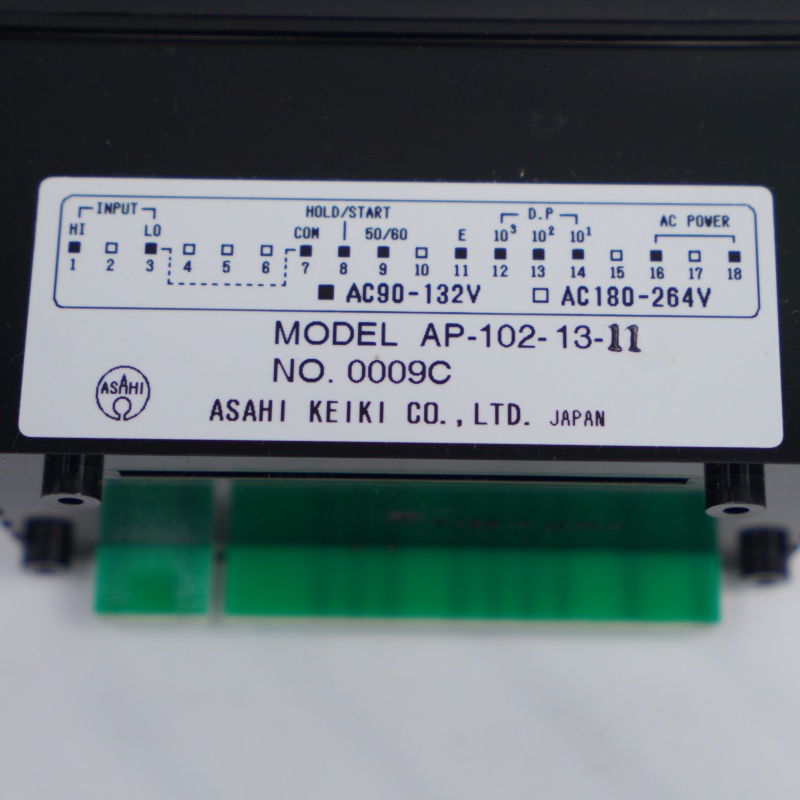 INPUT HOLD/START D.P AC POWER
HI LO COM 50/60 E 10³ 10² 10¹
1 2 3 4 5 6 7 8 9 10 11 12 13 14 15 16 17 18
■ AC90-132V □ AC180-264V
MODEL AP-102-13-11
NO. 0009C
ASAHI
ASAHI KEIKI CO.,LTD. JAPAN